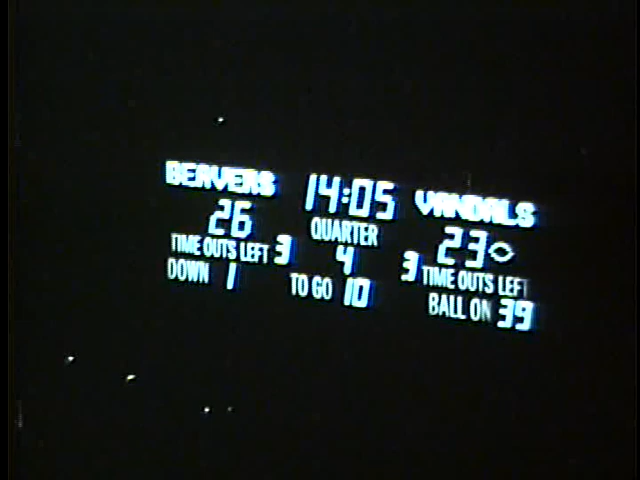 BEAVERS 14:05 VANDALS
26 QUARTER 23
TIME OUTS LEFT 3 4 3 TIME OUTS LEFT
DOWN 1 TO GO 10 BALL ON 39